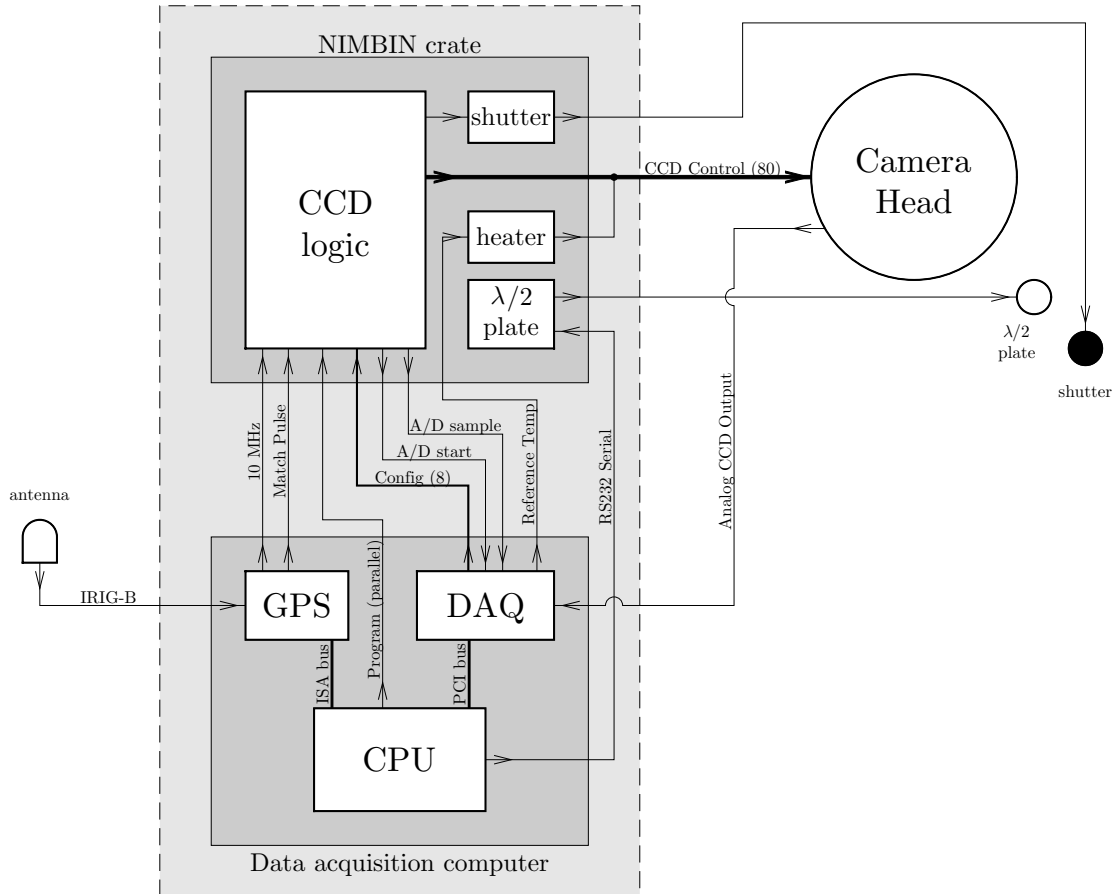 NIMBIN crate
shutter
CCD Control (80)
Camera
Head
CCD
logic
heater
λ/2
plate
λ/2
plate
shutter
10 MHz
Match Pulse
A/D sample
A/D start
Config (8)
Reference Temp
RS232 Serial
Analog CCD Output
antenna
IRIG-B
GPS
DAQ
Program (parallel)
ISA bus
PCI bus
CPU
Data acquisition computer